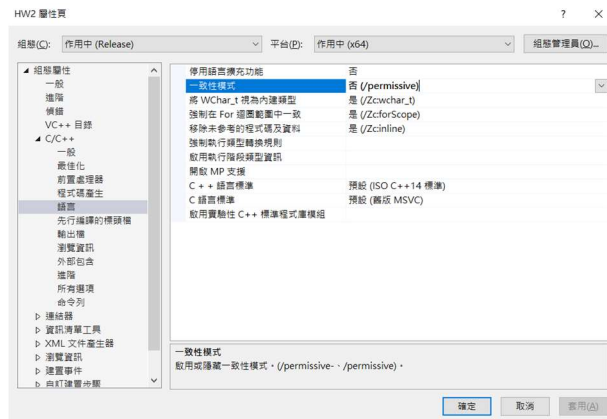 HW2 屬性頁
? ×
組態(C): 作用中 (Release) 平台(P): 作用中 (x64) 組態管理員(O)...
組態屬性
一般
進階
偵錯
VC++ 目錄
C/C++
一般
最佳化
前置處理器
程式碼產生
語言
先行編譯的標頭檔
輸出檔
瀏覽資訊
外部包含
進階
所有選項
命令列
連結器
資訊清單工具
XML 文件產生器
瀏覽資訊
建置事件
自訂建置步驟
停用語言擴充功能 否
一致性模式 否 (/permissive)
將 WChar_t 視為內建類型 是 (/Zc:wchar_t)
強制在 For 迴圈範圍中一致 是 (/Zc:forScope)
移除未參考的程式碼及資料 是 (/Zc:inline)
強制執行類型轉換規則
啟用執行階段類型資訊
開啟 MP 支援
C + + 語言標準 預設 (ISO C++14 標準)
C 語言標準 預設 (舊版 MSVC)
啟用實驗性 C++ 標準程式庫模組
一致性模式
啟用或隱藏一致性模式。(/permissive-、/permissive)。
確定 取消 套用(A)